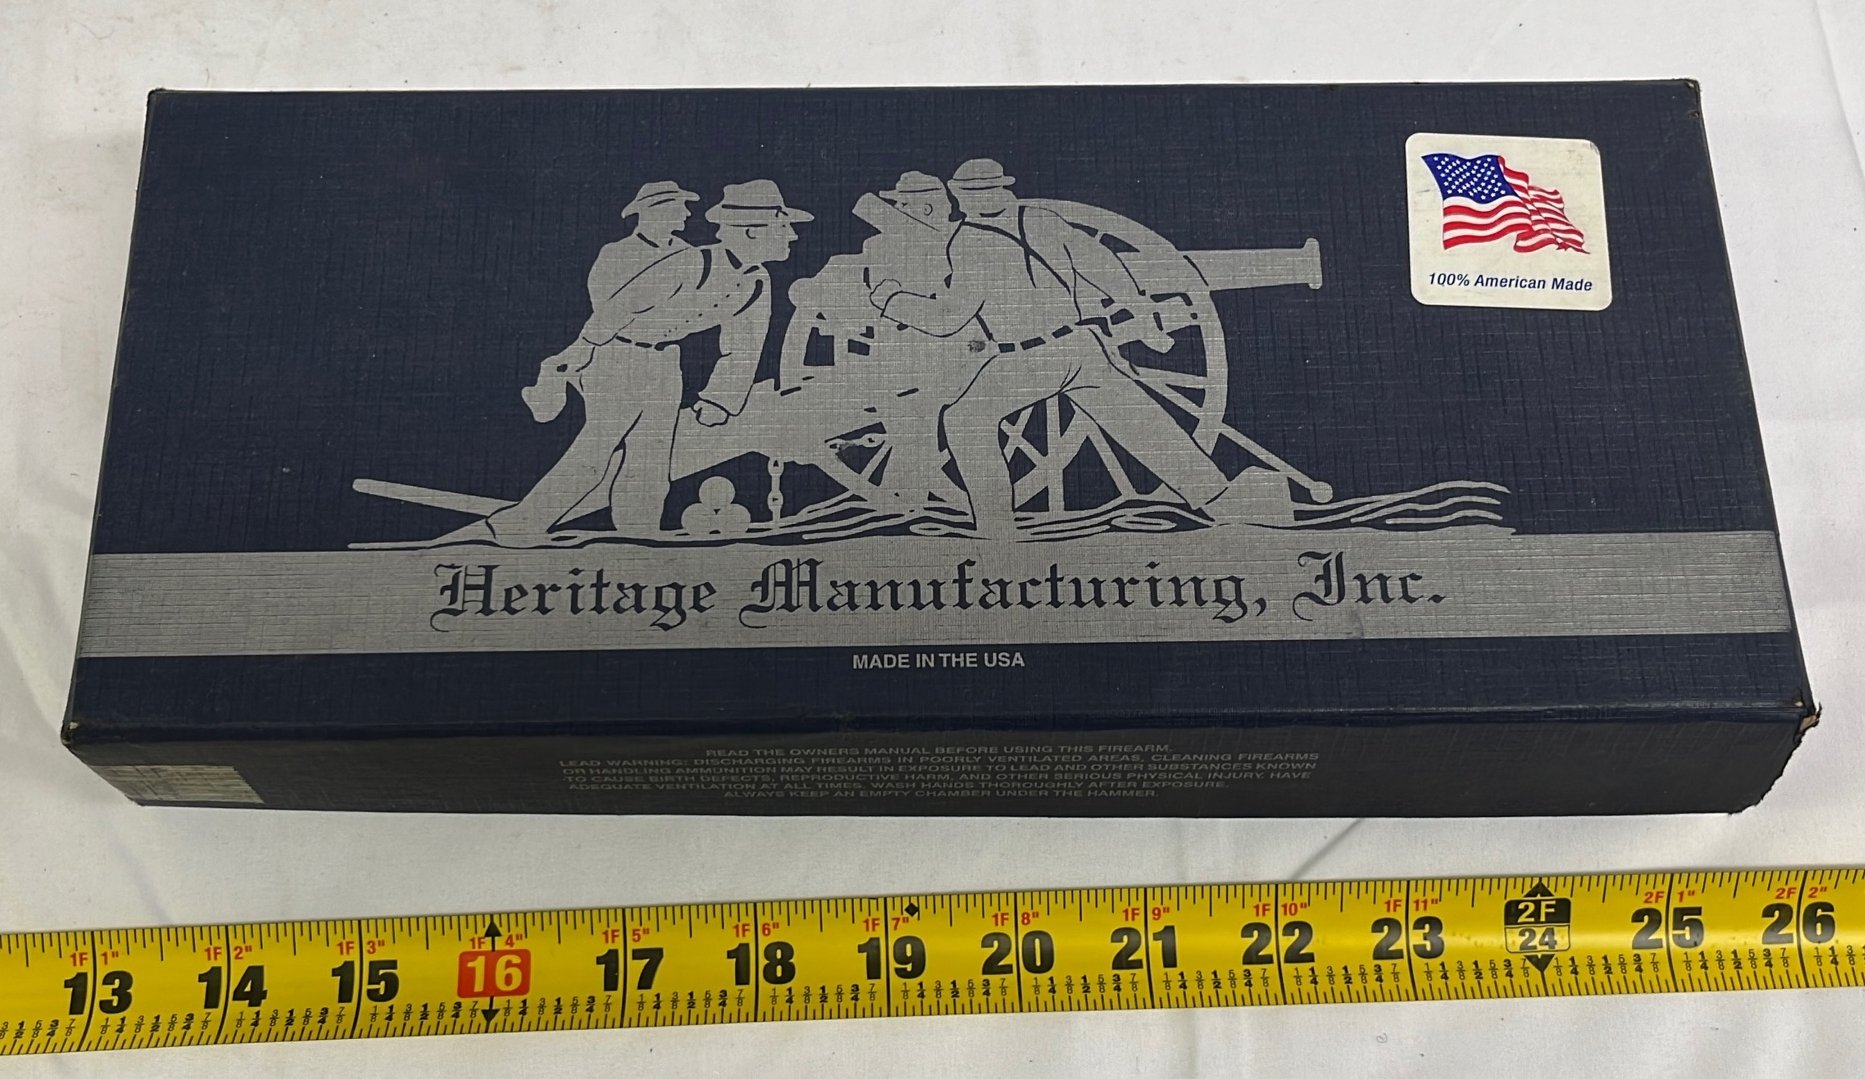 100% American Made
Heritage Manufacturing, Inc.
MADE IN THE USA
READ THE OWNERS MANUAL BEFORE USING THIS FIREARM.
LEAD WARNING: DISCHARGING FIREARMS IN POORLY VENTILATED AREAS, CLEANING FIREARMS
OR HANDLING AMMUNITION MAY RESULT IN EXPOSURE TO LEAD AND OTHER SUBSTANCES KNOWN
TO CAUSE BIRTH DEFECTS, REPRODUCTIVE HARM, AND OTHER SERIOUS PHYSICAL INJURY. HAVE
ADEQUATE VENTILATION AT ALL TIMES. WASH HANDS THOROUGHLY AFTER EXPOSURE.
ALWAYS KEEP AN EMPTY CHAMBER UNDER THE HAMMER.
1F 1" 1F 2" 1F 3" 1F 4" 1F 5" 1F 6" 1F 7" 1F 8" 1F 9" 1F 10" 1F 11" 2F 2F 1" 2F 2"
13 14 15 16 17 18 19 20 21 22 23 24 25 26